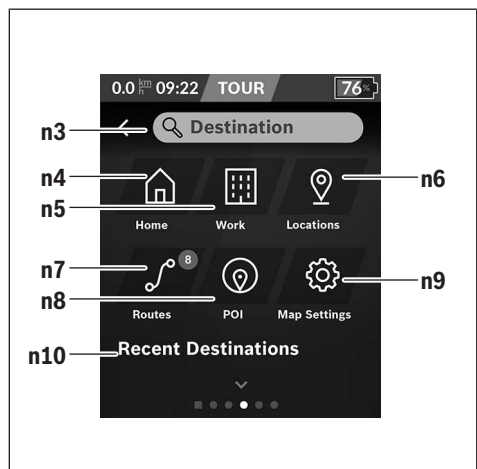 0.0 km/h 09:22 TOUR 76%
n3 Destination
n4 n6
n5
Home Work Locations
n7 8 n9
n8
Routes POI Map Settings
n10 Recent Destinations